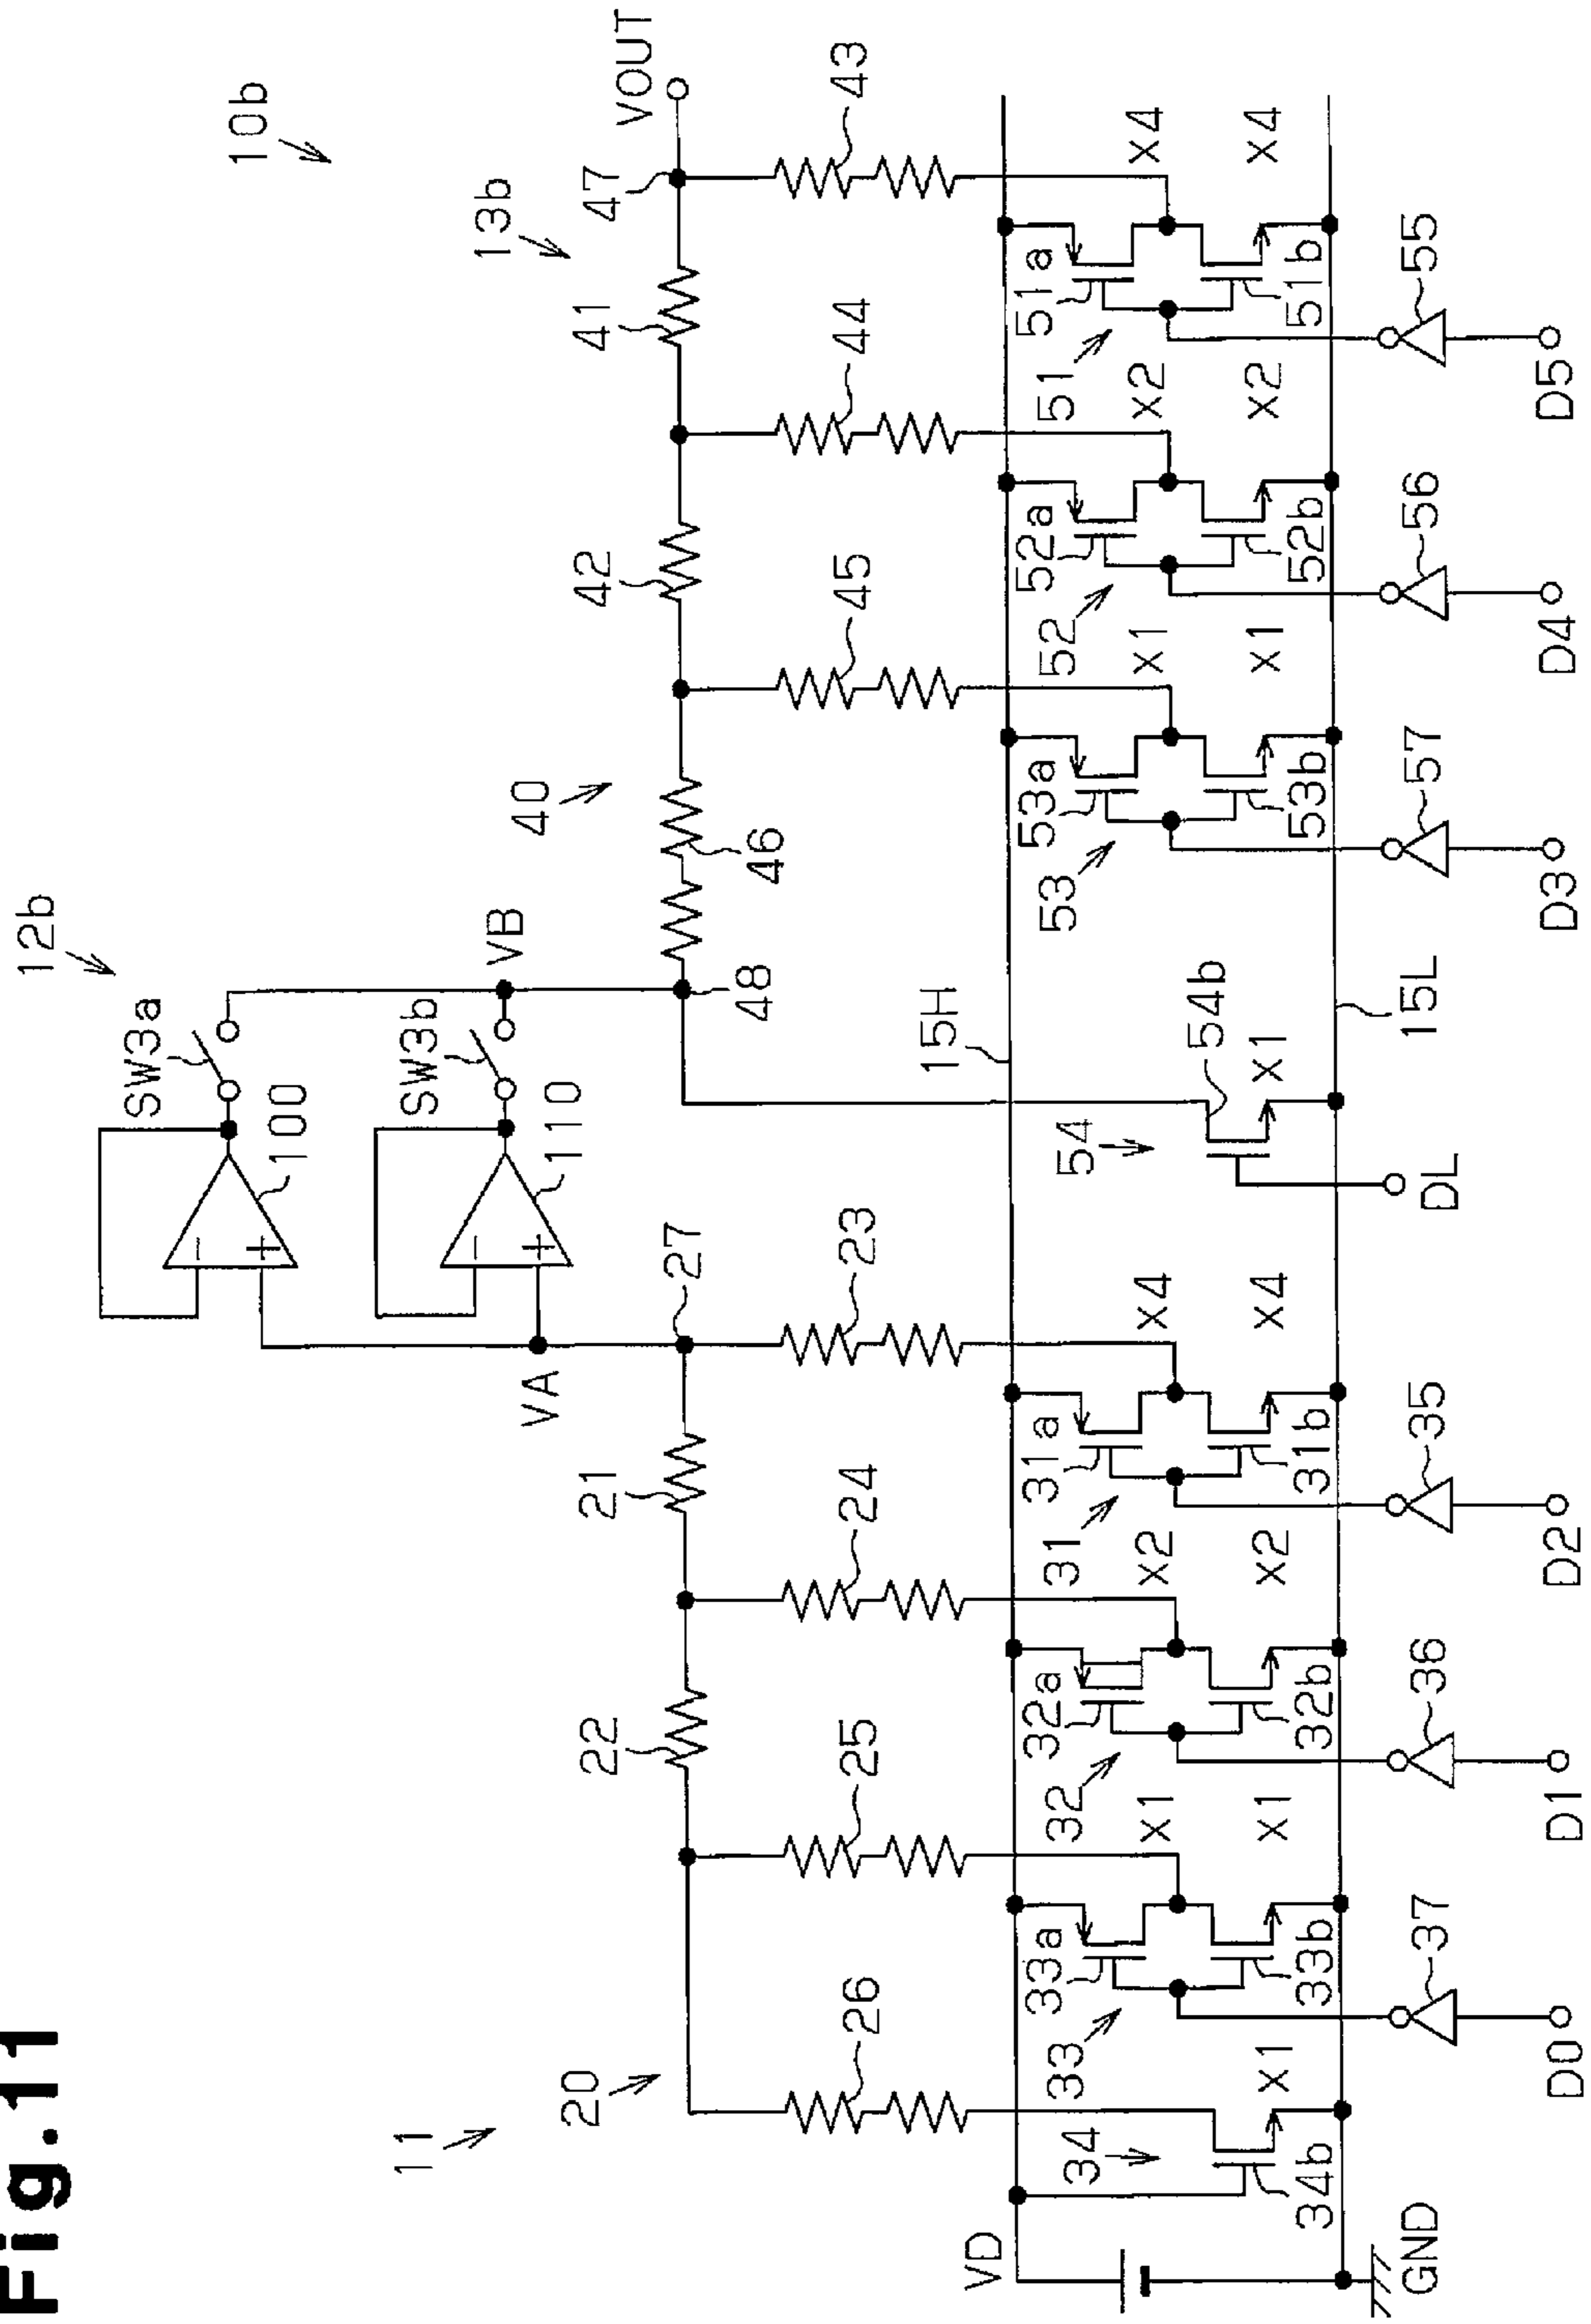 Fig.11
10b
12b
SW3a
100
13b
VB
SW3b
110
VOUT
47
11
20
40
VA
27
48
41
42
46
21
22
43
44
45
23
24
25
26
15H
VD
51a
51
X4
52a
52
X2
53a
53
X1
54
54b
X1
31a
31
X4
32a
32
X2
33a
33
X1
34
51b
X4
52b
X2
53b
X1
31b
X4
32b
X2
33b
X1
34b
X1
15L
55
56
57
DL
35
36
37
GND
D5
D4
D3
D2
D1
D0
+
-
+
-